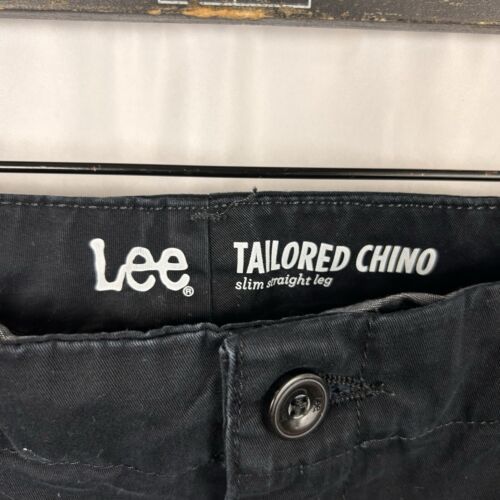 Lee®
TAILORED CHINO
slim straight leg